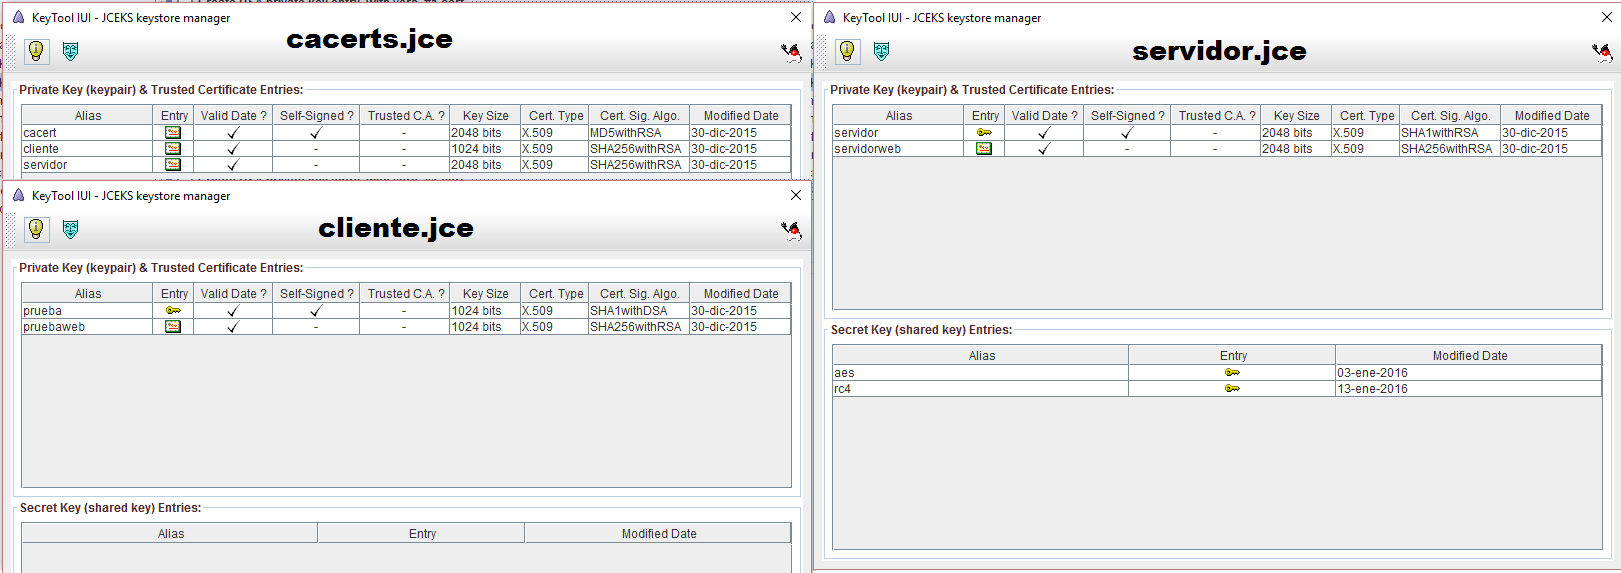 KeyTool IUI - JCEKS keystore manager
cacerts.jce
Private Key (keypair) & Trusted Certificate Entries:
Alias Entry Valid Date ? Self-Signed ? Trusted C.A. ? Key Size Cert. Type Cert. Sig. Algo. Modified Date
cacert - 2048 bits X.509 MD5withRSA 30-dic-2015
cliente - - 1024 bits X.509 SHA256withRSA 30-dic-2015
servidor - - 2048 bits X.509 SHA256withRSA 30-dic-2015
KeyTool IUI - JCEKS keystore manager
cliente.jce
Private Key (keypair) & Trusted Certificate Entries:
Alias Entry Valid Date ? Self-Signed ? Trusted C.A. ? Key Size Cert. Type Cert. Sig. Algo. Modified Date
prueba - 1024 bits X.509 SHA1withDSA 30-dic-2015
pruebaweb - - 1024 bits X.509 SHA256withRSA 30-dic-2015
Secret Key (shared key) Entries:
Alias Entry Modified Date
KeyTool IUI - JCEKS keystore manager
servidor.jce
Private Key (keypair) & Trusted Certificate Entries:
Alias Entry Valid Date ? Self-Signed ? Trusted C.A. ? Key Size Cert. Type Cert. Sig. Algo. Modified Date
servidor - 2048 bits X.509 SHA1withRSA 30-dic-2015
servidorweb - - 2048 bits X.509 SHA256withRSA 30-dic-2015
Secret Key (shared key) Entries:
Alias Entry Modified Date
aes 03-ene-2016
rc4 13-ene-2016